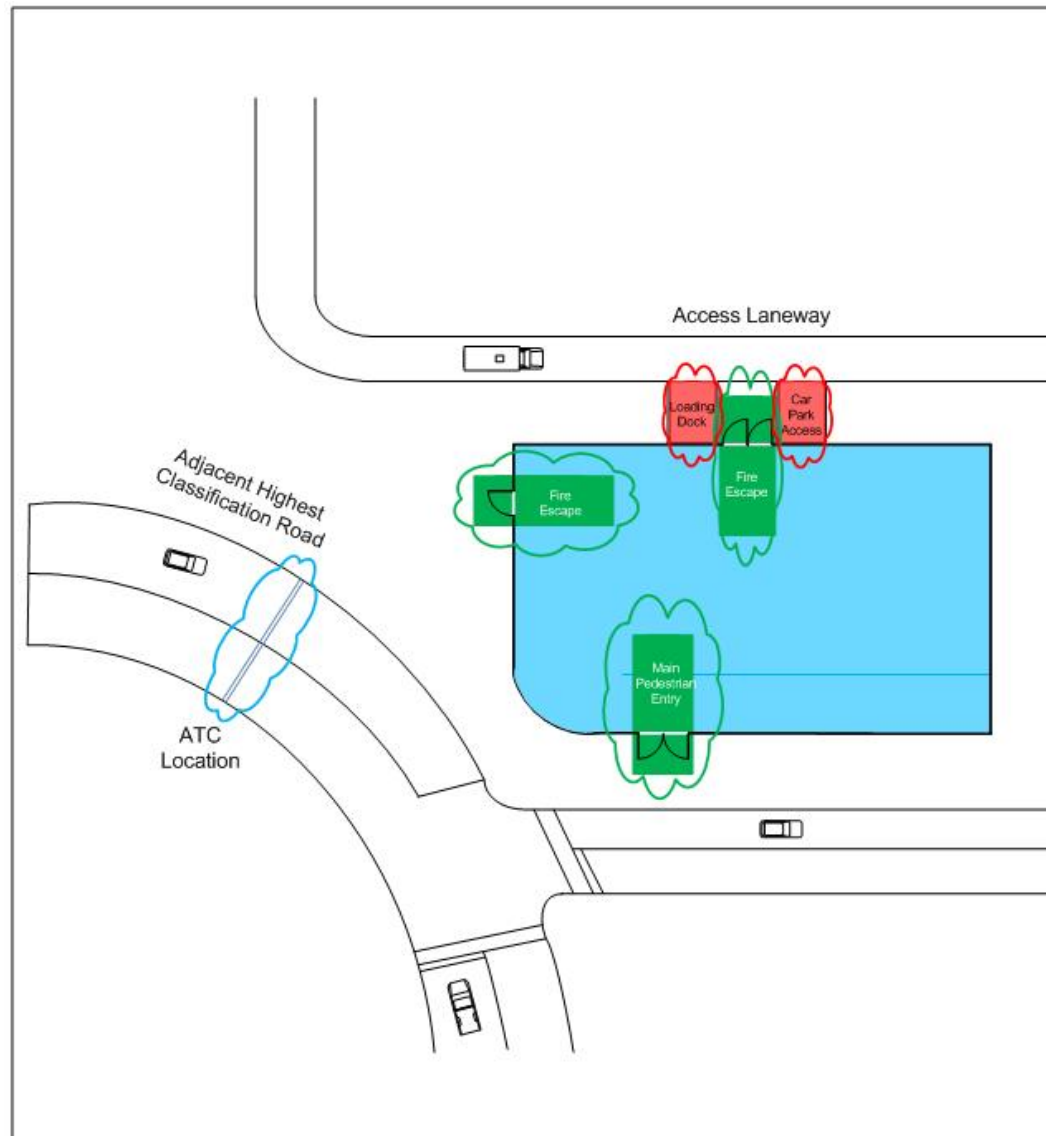 Access Laneway
Loading
Dock
Car
Park
Access
Fire
Escape
Fire
Escape
Adjacent Highest
Classification Road
Main
Pedestrian
Entry
ATC
Location